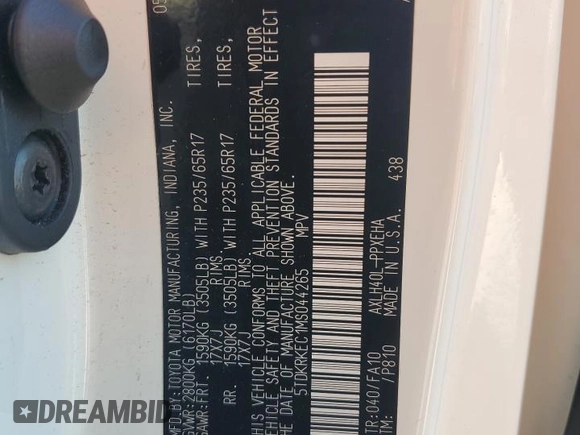 05
MFD.BY:TOYOTA MOTOR MANUFACTURING, INDIANA, INC.
GVWR:2800KG (6170LB)
GAWR:FRT. 1590KG (3505LB) WITH P235/65R17 TIRES,
17X7J RIMS,
RR. 1590KG (3505LB) WITH P235/65R17 TIRES,
17X7J RIMS,
THIS VEHICLE CONFORMS TO ALL APPLICABLE FEDERAL MOTOR
VEHICLE SAFETY AND THEFT PREVENTION STANDARDS IN EFFECT
THE DATE OF MANUFACTURE SHOWN ABOVE.
5TDKRKEC1MS044265 MPV
TR:040/FA10 AXLH40L-PPXEHA 438
TM: /P810 MADE IN U.S.A.
DREAMBID